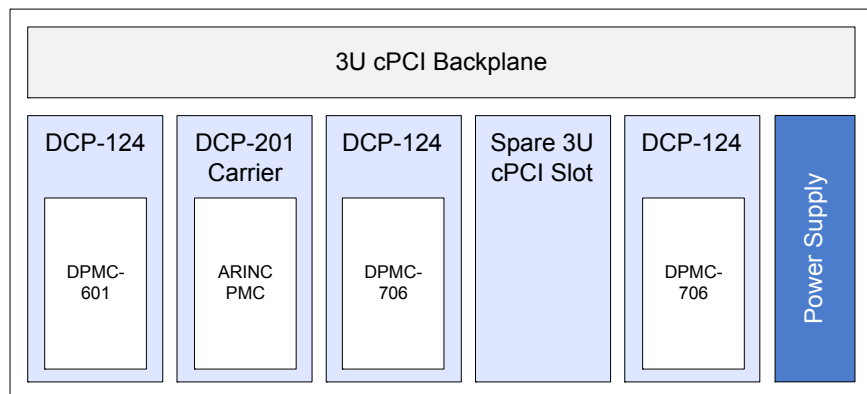 3U cPCI Backplane
DCP-124
DPMC-
601
DCP-201
Carrier
ARINC
PMC
DCP-124
DPMC-
706
Spare 3U
cPCI Slot
DCP-124
DPMC-
706
Power Supply